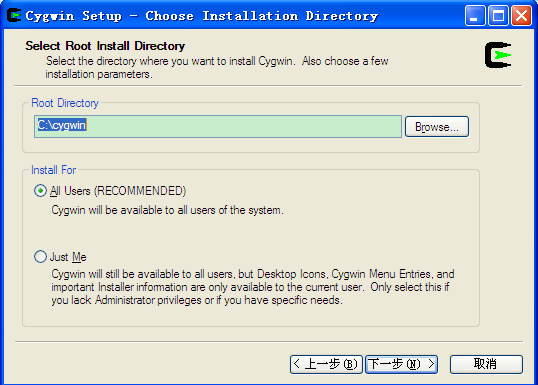 Cygwin Setup - Choose Installation Directory
Select Root Install Directory
Select the directory where you want to install Cygwin. Also choose a few
installation parameters.
Root Directory
C:\cygwin
Browse...
Install For
All Users (RECOMMENDED)
Cygwin will be available to all users of the system.
Just Me
Cygwin will still be available to all users, but Desktop Icons, Cygwin Menu Entries, and
important Installer information are only available to the current user. Only select this if
you lack Administrator privileges or if you have specific needs.
< 上一步(B) 下一步(N) > 取消